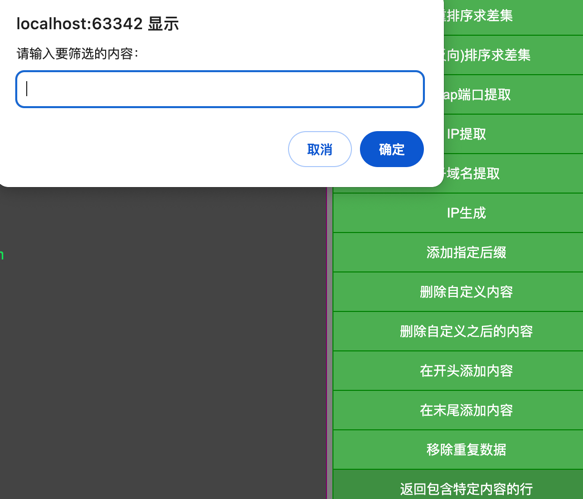 localhost:63342 显示
请输入要筛选的内容：
取消
确定
排序求差集
向)排序求差集
ap端口提取
IP提取
域名提取
IP生成
添加指定后缀
删除自定义内容
删除自定义之后的内容
在开头添加内容
在末尾添加内容
移除重复数据
返回包含特定内容的行